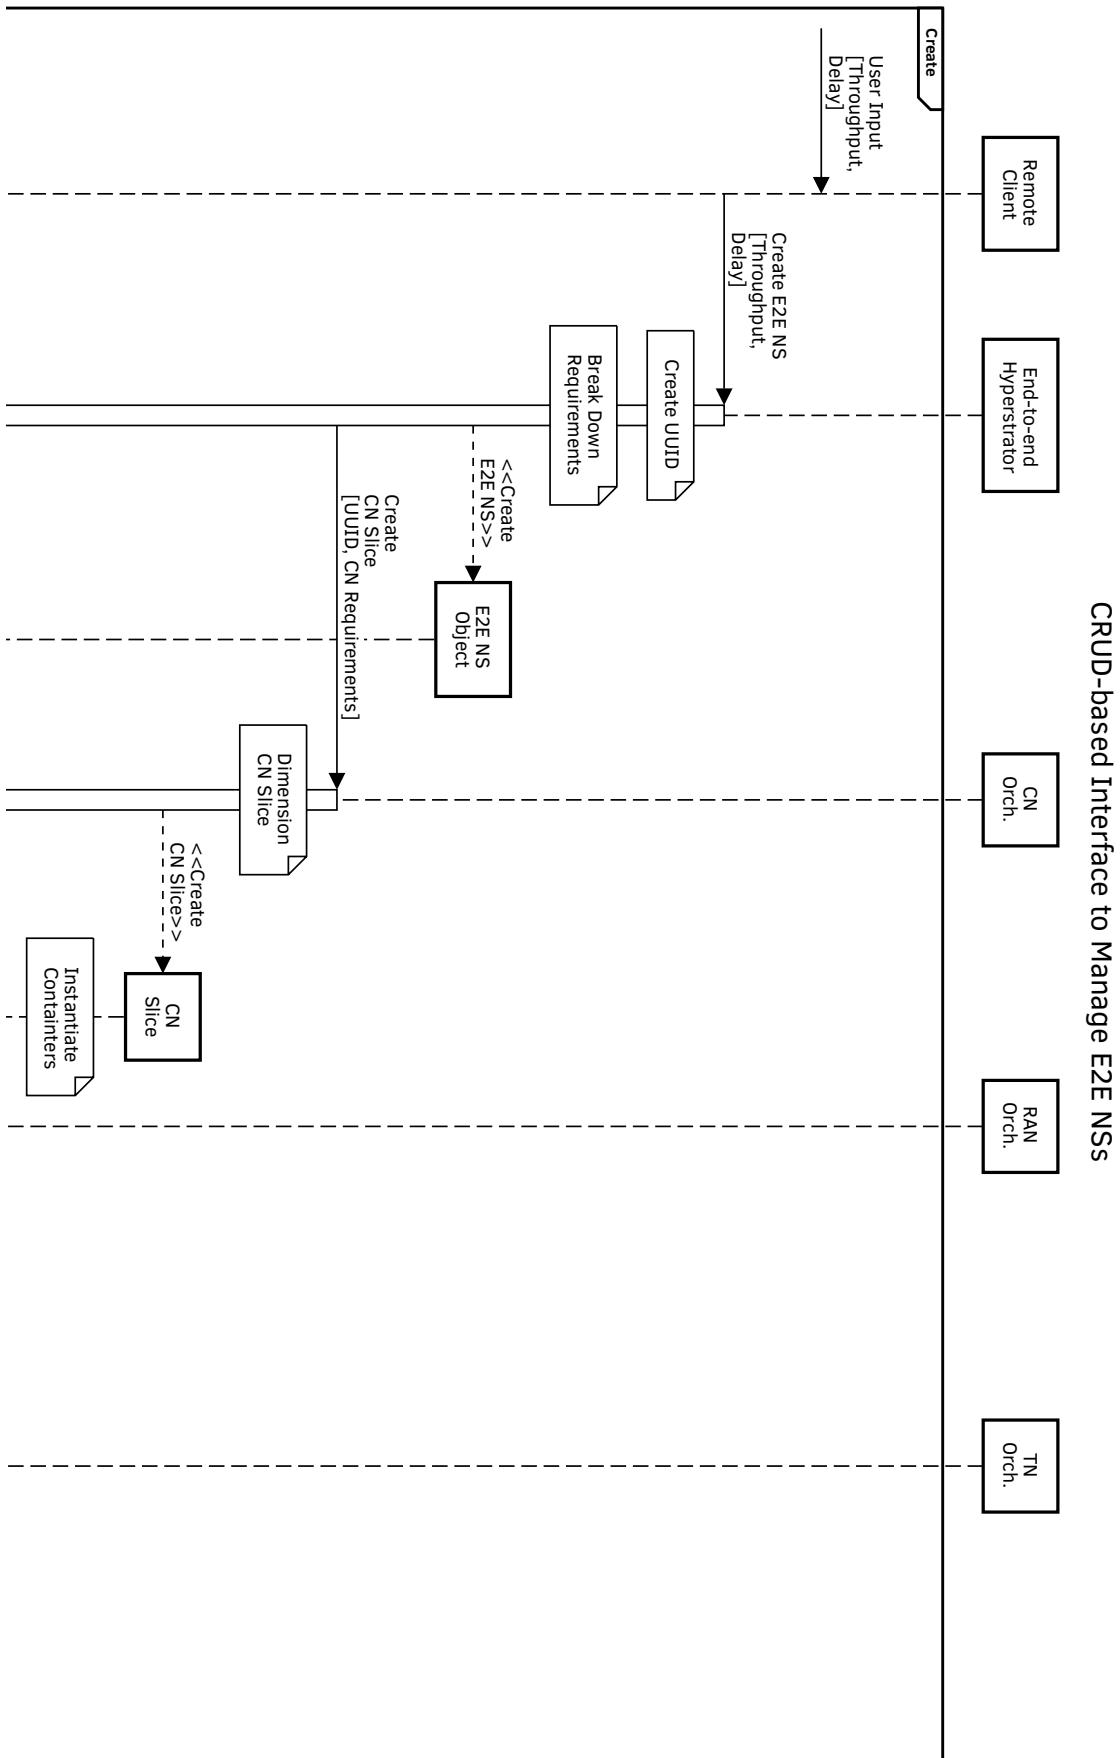 CRUD-based Interface to Manage E2E NSs
Remote
Client
End-to-end
Hyperstrator
CN
Orch.
RAN
Orch.
TN
Orch.
Create
User Input
[Throughput,
Delay]
Create E2E NS
[Throughput,
Delay]
Create UUID
Break Down
Requirements
<<Create
E2E NS>>
E2E NS
Object
Create
CN Slice
[UUID, CN Requirements]
Dimension
CN Slice
<<Create
CN Slice>>
CN
Slice
Instantiate
Containters